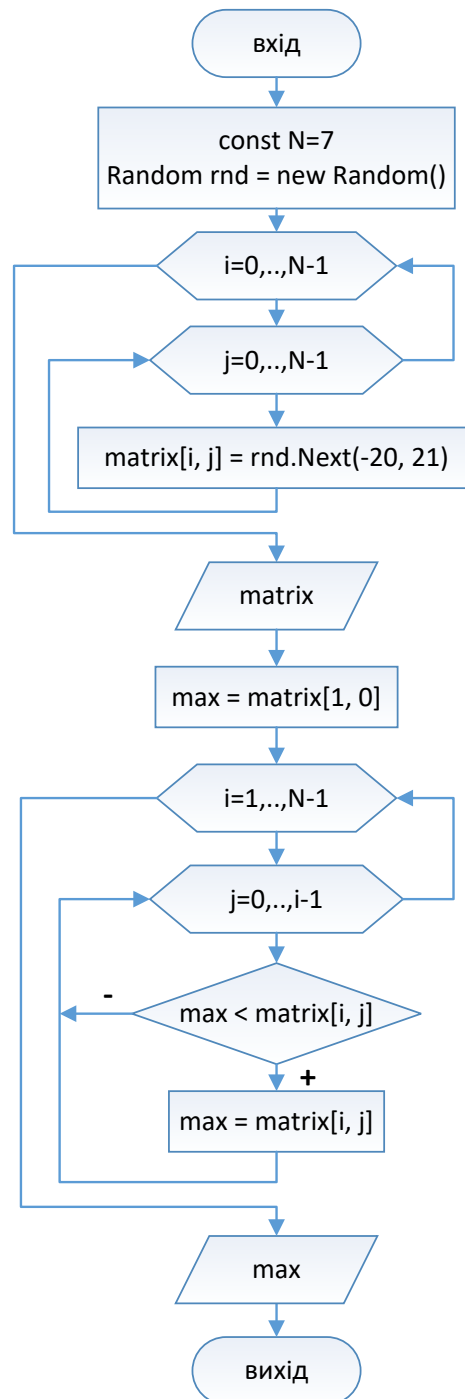 вхід
const N=7
Random rnd = new Random()
i=0,..,N-1
j=0,..,N-1
matrix[i, j] = rnd.Next(-20, 21)
matrix
max = matrix[1, 0]
i=1,..,N-1
j=0,..,i-1
-
max < matrix[i, j]
+
max = matrix[i, j]
max
вихід